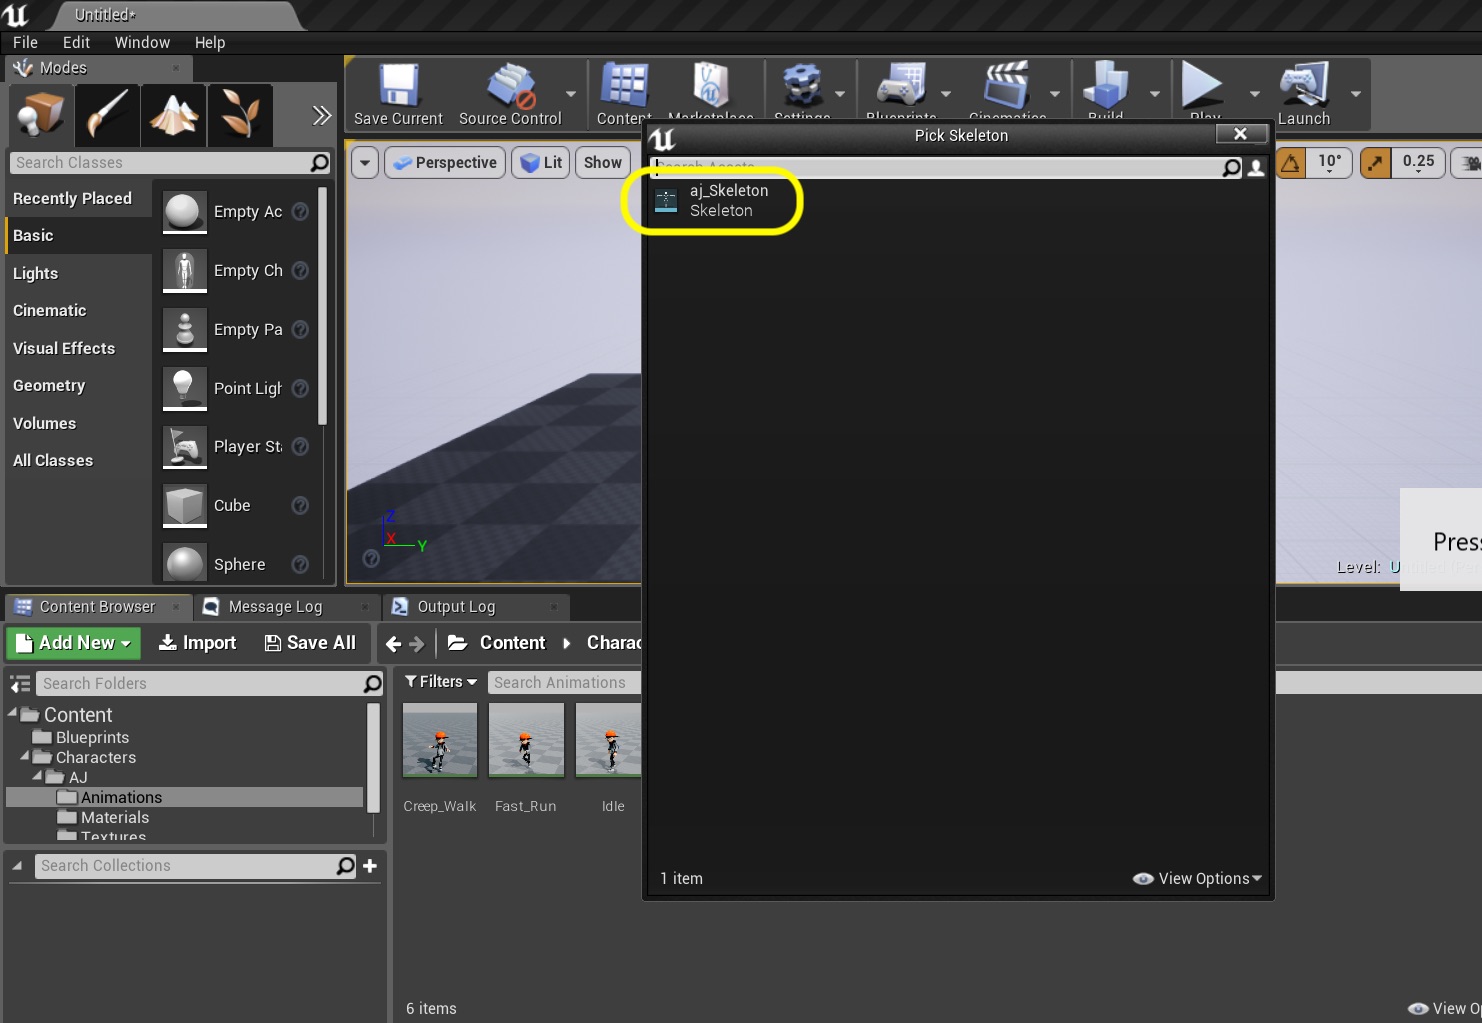 Untitled*
File Edit Window Help
Modes
Save Current Source Control Content Marketplace Settings Blueprints Cinematics Build Play Launch
Pick Skeleton
Search Classes
Perspective Lit Show
Search Assets
10° 0.25
Recently Placed
Basic
Lights
Cinematic
Visual Effects
Geometry
Volumes
All Classes
Empty Ac
Empty Ch
Empty Pa
Point Ligh
Player Sta
Cube
Sphere
aj_Skeleton
Skeleton
Z
X
Y
Press
Level:
Content Browser Message Log Output Log
Add New Import Save All Content Charac
Search Folders
Filters Search Animations
Content
Blueprints
Characters
AJ
Animations
Materials
Textures
Creep_Walk Fast_Run Idle
Search Collections
1 item View Options
6 items View Op